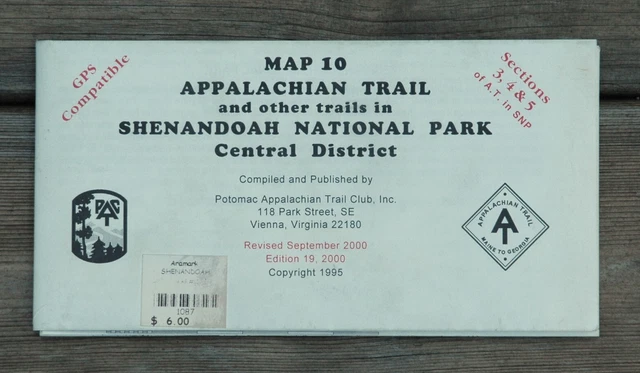 GPS
Compatible
MAP 10
APPALACHIAN TRAIL
and other trails in
SHENANDOAH NATIONAL PARK
Central District
Sections
3, 4 & 5
of A.T. in SNP
Compiled and Published by
Potomac Appalachian Trail Club, Inc.
118 Park Street, SE
Vienna, Virginia 22180
Revised September 2000
Edition 19, 2000
Copyright 1995
PATC
APPALACHIAN TRAIL
MAINE TO GEORGIA
Aramark
SHENANDOAH
1087
$ 6.00